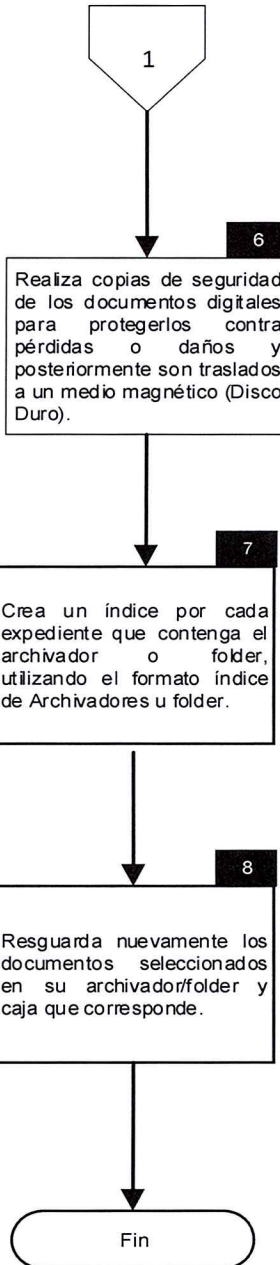 1
6
Realiza copias de seguridad
de los documentos digitales
para protegerlos contra
pérdidas o daños y
posteriormente son traslados
a un medio magnético (Disco
Duro).
7
Crea un índice por cada
expediente que contenga el
archivador o folder,
utilizando el formato índice
de Archivadores u folder.
8
Resguarda nuevamente los
documentos seleccionados
en su archivador/folder y
caja que corresponde.
Fin